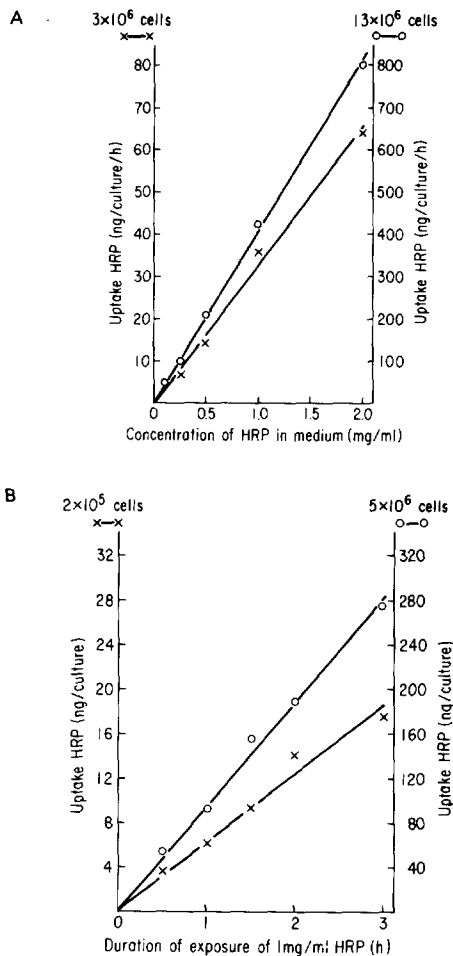 A
3×10⁶ cells
×—×
13×10⁶ cells
○—○
80
70
60
50
40
30
20
10
Uptake HRP (ng/culture/h)
800
700
600
500
400
300
200
100
Uptake HRP (ng/culture/h)
0 0.5 1.0 1.5 2.0
Concentration of HRP in medium (mg/ml)
B
2×10⁵ cells
×—×
5×10⁶ cells
○—○
32
28
24
20
16
12
8
4
Uptake HRP (ng/culture)
320
280
240
200
160
120
80
40
Uptake HRP (ng/culture)
0 1 2 3
Duration of exposure of 1mg/ml HRP (h)